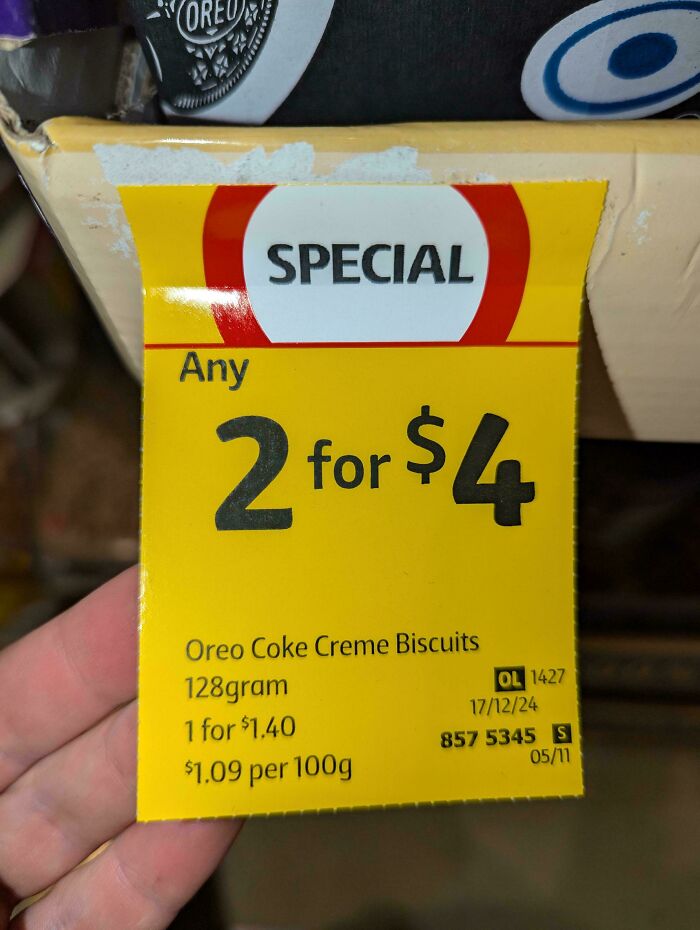 OREO
SPECIAL
Any
2 for $4
Oreo Coke Creme Biscuits
128gram
1 for $1.40
$1.09 per 100g
OL 1427
17/12/24
857 5345 S
05/11